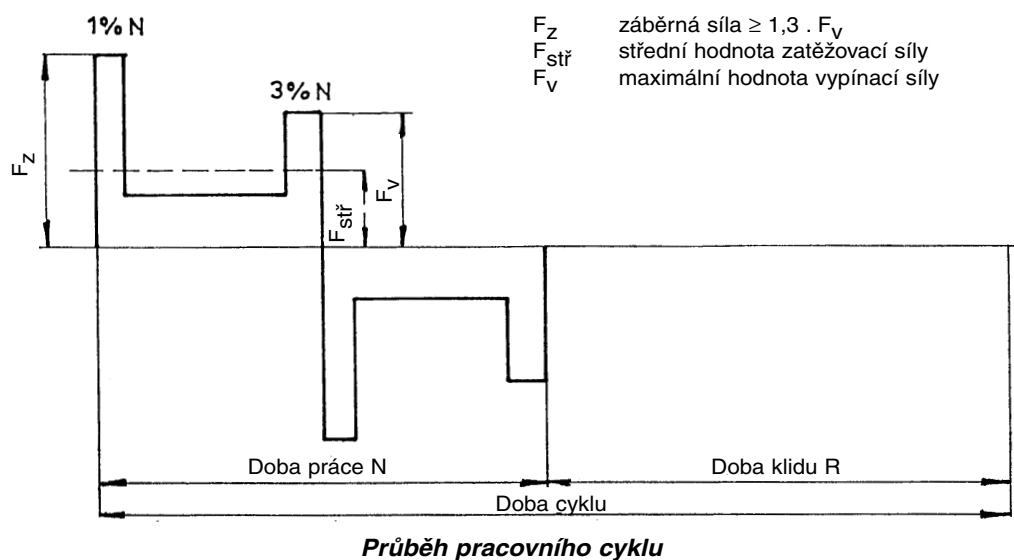 1% N
F_z záběrná síla ≥ 1,3 . F_v
F_stř střední hodnota zatěžovací síly
F_v maximální hodnota vypínací síly
3% N
F_z
F_stř
F_v
Doba práce N
Doba klidu R
Doba cyklu
Průběh pracovního cyklu